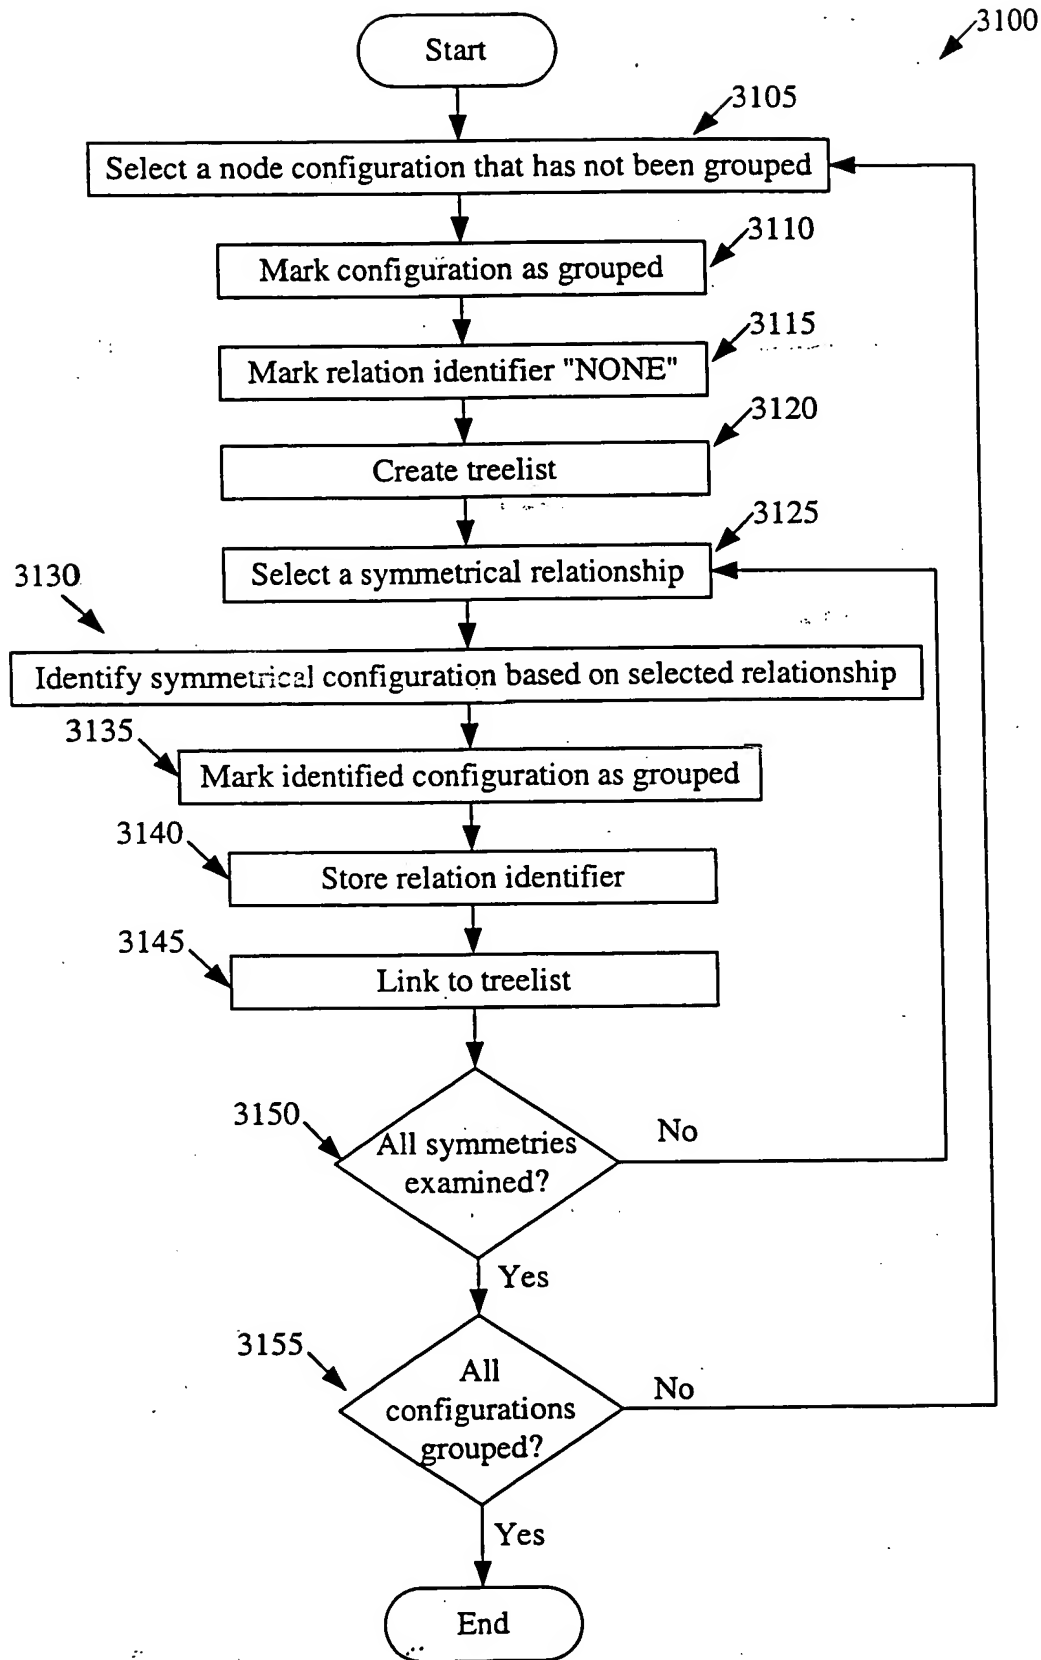 3100
Start
3105
Select a node configuration that has not been grouped
3110
Mark configuration as grouped
3115
Mark relation identifier "NONE"
3120
Create treelist
3125
Select a symmetrical relationship
3130
Identify symmetrical configuration based on selected relationship
3135
Mark identified configuration as grouped
3140
Store relation identifier
3145
Link to treelist
3150
All symmetries
examined?
No
Yes
3155
All
configurations
grouped?
No
Yes
End